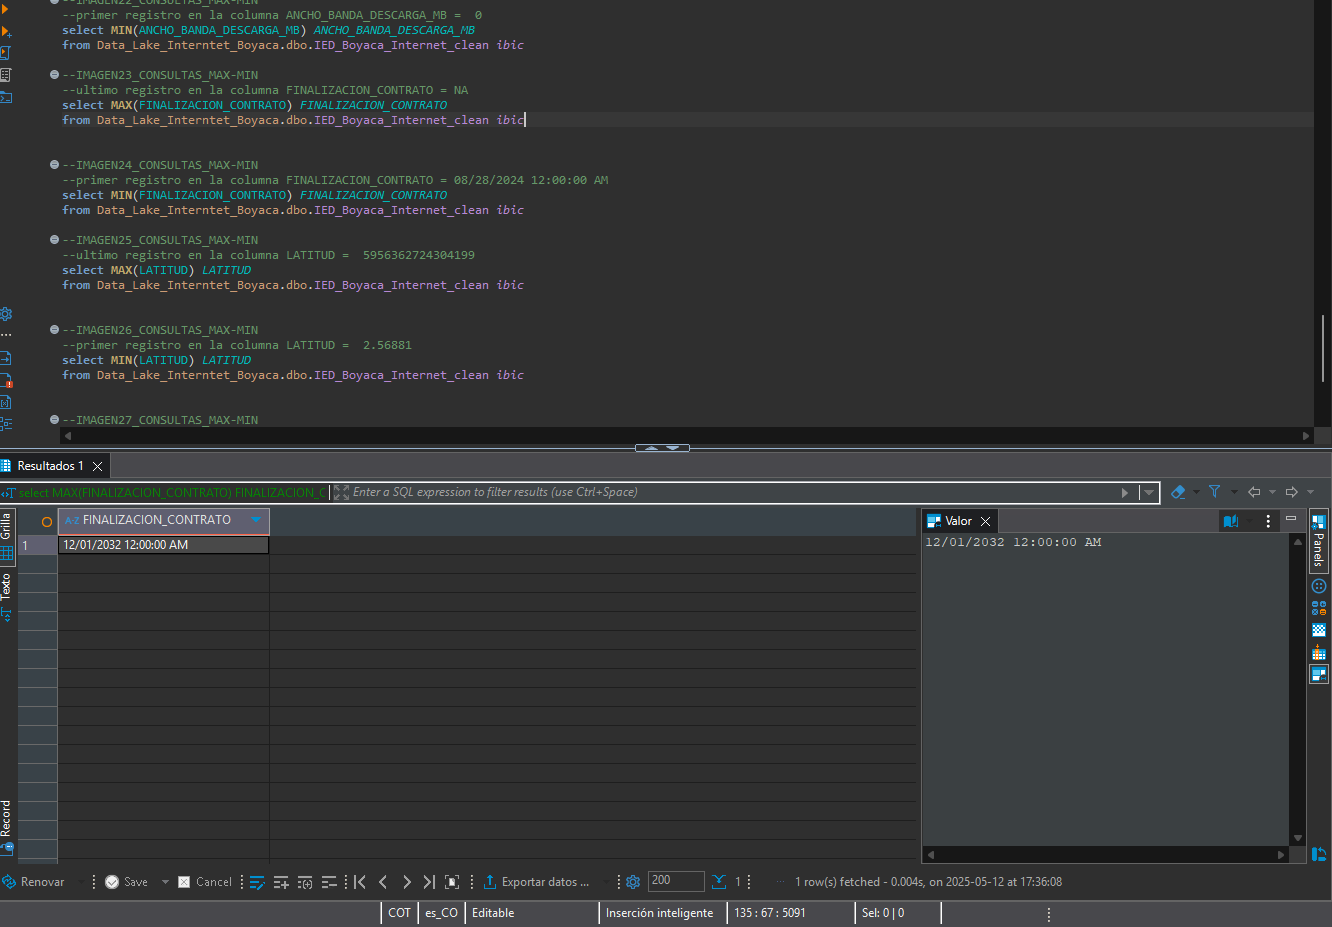 --IMAGEN22_CONSULTAS_MAX-MIN
--primer registro en la columna ANCHO_BANDA_DESCARGA_MB =  0
select MIN(ANCHO_BANDA_DESCARGA_MB) ANCHO_BANDA_DESCARGA_MB
from Data_Lake_Interntet_Boyaca.dbo.IED_Boyaca_Internet_clean ibic
--IMAGEN23_CONSULTAS_MAX-MIN
--ultimo registro en la columna FINALIZACION_CONTRATO = NA
select MAX(FINALIZACION_CONTRATO) FINALIZACION_CONTRATO
from Data_Lake_Interntet_Boyaca.dbo.IED_Boyaca_Internet_clean ibic
--IMAGEN24_CONSULTAS_MAX-MIN
--primer registro en la columna FINALIZACION_CONTRATO = 08/28/2024 12:00:00 AM
select MIN(FINALIZACION_CONTRATO) FINALIZACION_CONTRATO
from Data_Lake_Interntet_Boyaca.dbo.IED_Boyaca_Internet_clean ibic
--IMAGEN25_CONSULTAS_MAX-MIN
--ultimo registro en la columna LATITUD =  5956362724304199
select MAX(LATITUD) LATITUD
from Data_Lake_Interntet_Boyaca.dbo.IED_Boyaca_Internet_clean ibic
--IMAGEN26_CONSULTAS_MAX-MIN
--primer registro en la columna LATITUD =  2.56881
select MIN(LATITUD) LATITUD
from Data_Lake_Interntet_Boyaca.dbo.IED_Boyaca_Internet_clean ibic
--IMAGEN27_CONSULTAS_MAX-MIN
Resultados 1
select MAX(FINALIZACION_CONTRATO) FINALIZACION_C
Enter a SQL expression to filter results (use Ctrl+Space)
Grilla
Texto
Record
A-Z FINALIZACION_CONTRATO
1 12/01/2032 12:00:00 AM
Valor
12/01/2032 12:00:00 AM
Panels
Renovar Save Cancel Exportar datos ... 200 1 1 row(s) fetched - 0.004s, on 2025-05-12 at 17:36:08
COT es_CO Editable Inserción inteligente 135 : 67 : 5091 Sel: 0 | 0